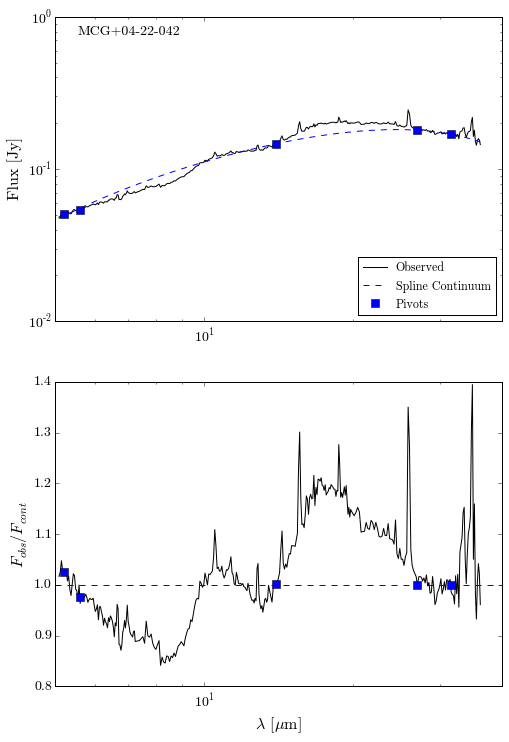 MCG+04-22-042
10^0
10^-1
10^-2
Flux [Jy]
Observed
Spline Continuum
Pivots
10^1
1.4
1.3
1.2
1.1
1.0
0.9
0.8
F_obs/F_cont
10^1
λ [μm]